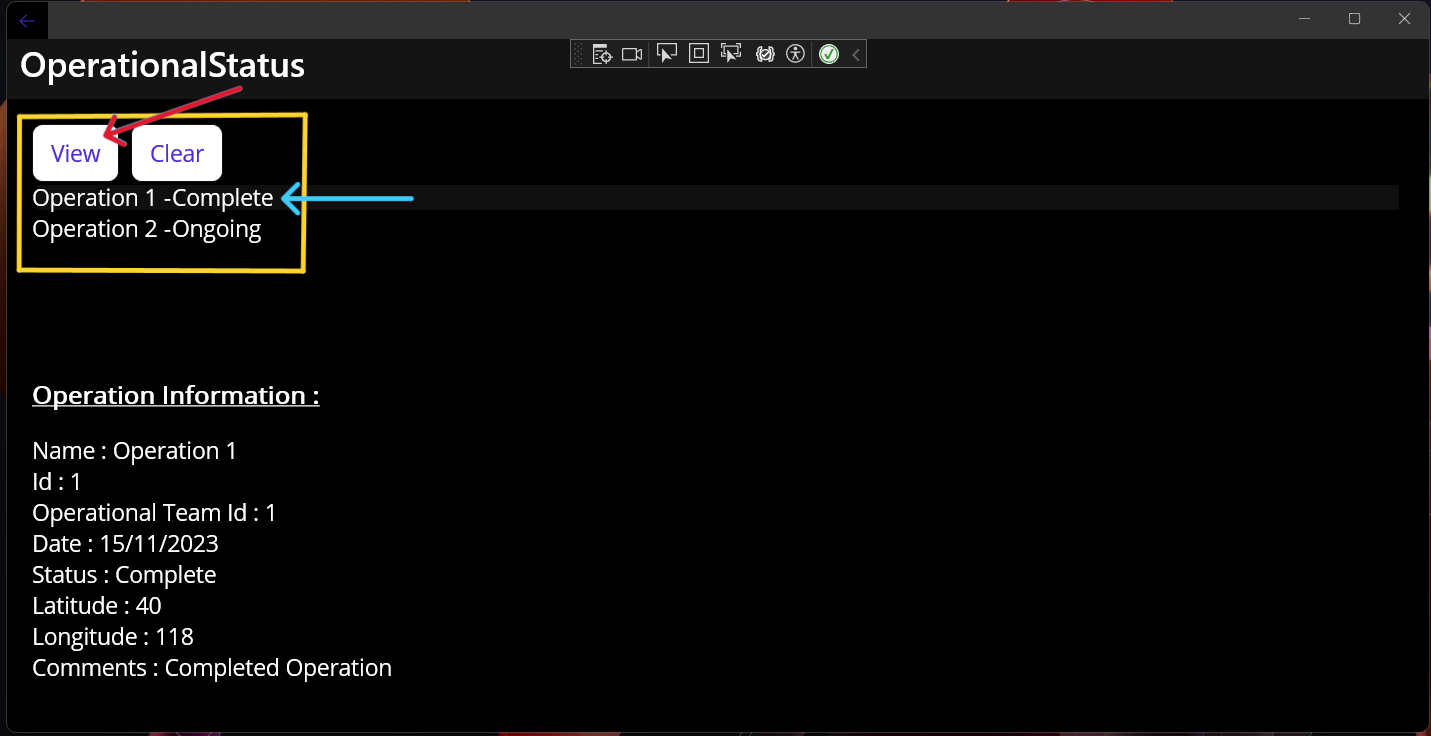 OperationalStatus
View Clear
Operation 1 -Complete
Operation 2 -Ongoing
Operation Information :
Name : Operation 1
Id : 1
Operational Team Id : 1
Date : 15/11/2023
Status : Complete
Latitude : 40
Longitude : 118
Comments : Completed Operation